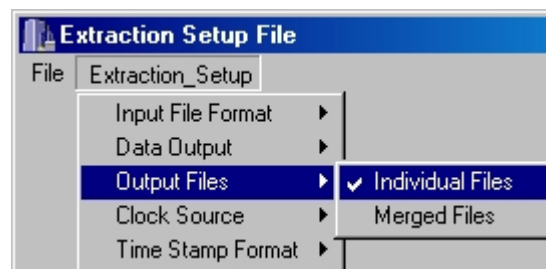 Extraction Setup File
File Extraction_Setup
Input File Format
Data Output
Output Files
Individual Files
Clock Source
Merged Files
Time Stamp Format